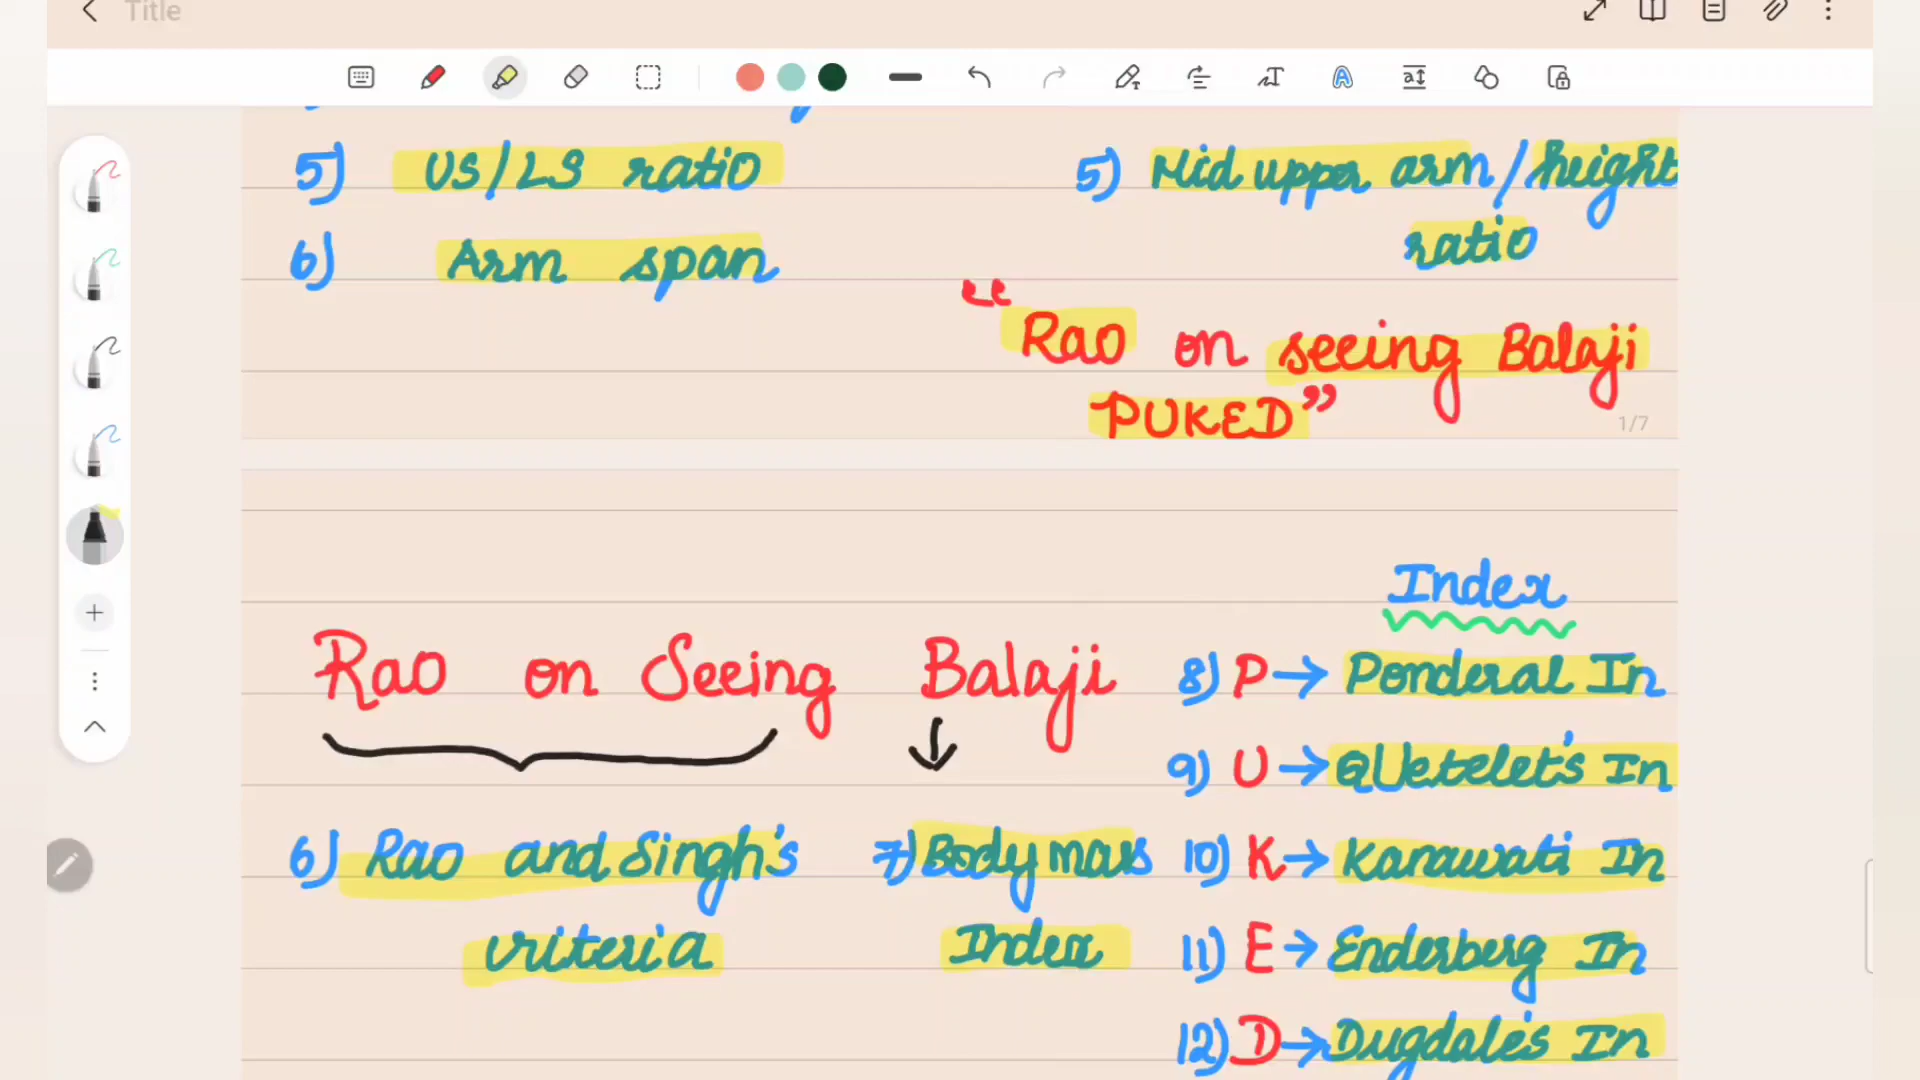 Title
5) US/LS ratio
5) Mid upper arm/height
ratio
6) Arm span
"Rao on seeing Balaji
PUKED"
1/7
Index
Rao on Seeing Balaji
8) P→ Ponderal In
9) U→ QUetelet's In
6) Rao and Singh's
criteria
7) Body mass
Index
10) K→ Kanawati In
11) E→ Enderberg In
12) D→ Dugdale's In